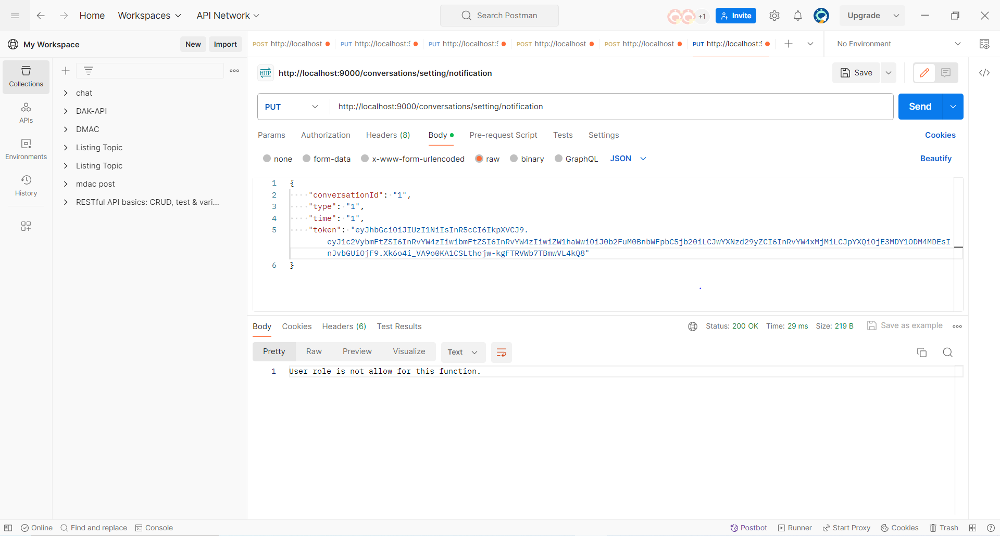 Home Workspaces API Network Search Postman +1 Invite Upgrade
My Workspace New Import
POST http://localhost PUT http://localhost:9 PUT http://localhost:9 POST http://localhost POST http://localhost PUT http://localhost:9 No Environment
Collections
APIs
Environments
History
chat
DAK-API
DMAC
Listing Topic
Listing Topic
mdac post
RESTful API basics: CRUD, test & vari...
HTTP http://localhost:9000/conversations/setting/notification Save
PUT http://localhost:9000/conversations/setting/notification Send
Params Authorization Headers (8) Body Pre-request Script Tests Settings Cookies
none form-data x-www-form-urlencoded raw binary GraphQL JSON Beautify
1 {
2 "conversationId": "1",
3 "type": "1",
4 "time": "1",
5 "token": "eyJhbGciOiJIUzI1NiIsInR5cCI6IkpXVCJ9.
eyJ1c2VybmFtZSI6InRvYW4zIiwibmFtZSI6InRvYW4zIiwiZW1haWwiOiJ0b2FuM0BnbWFpbC5jb20iLCJwYXNzd29yZCI6InRvYW4xMjMiLCJpYXQiOjE3MDY1ODM4MDEsI
nJvbGUiOjF9.Xk6o4i_VA9o0KA1CSLthojw-kgFTRVWb7TBmwVL4kQ8"
6 }
Body Cookies Headers (6) Test Results Status: 200 OK Time: 29 ms Size: 219 B Save as example
Pretty Raw Preview Visualize Text
1 User role is not allow for this function.
Online Find and replace Console Postbot Runner Start Proxy Cookies Trash